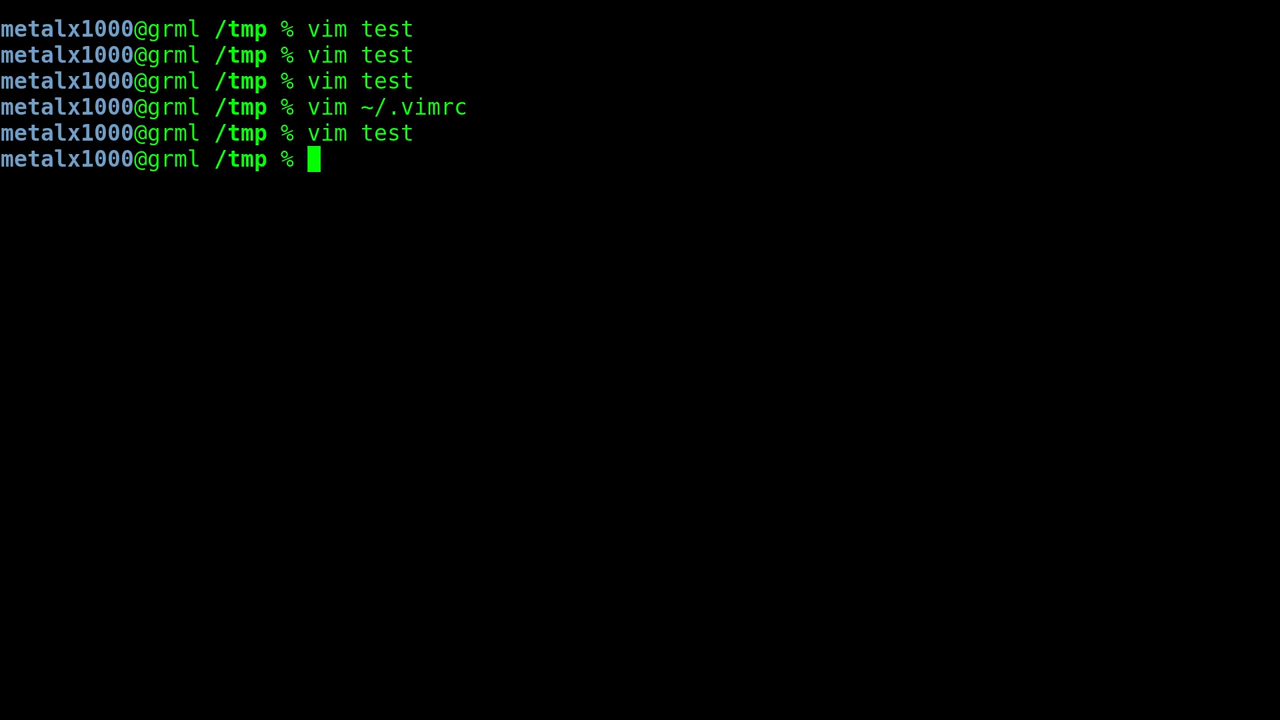 metalx1000@grml /tmp % vim test
metalx1000@grml /tmp % vim test
metalx1000@grml /tmp % vim test
metalx1000@grml /tmp % vim ~/.vimrc
metalx1000@grml /tmp % vim test
metalx1000@grml /tmp %